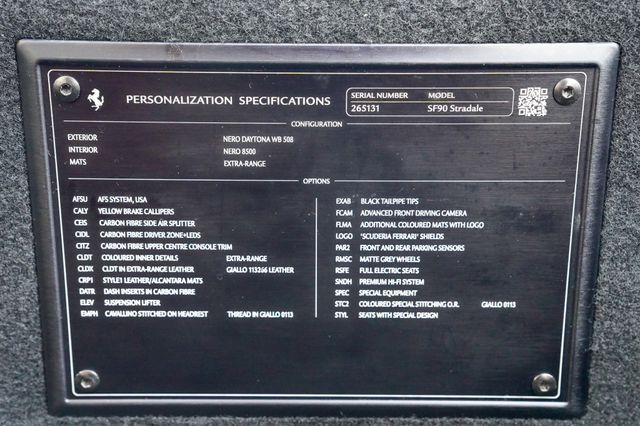 PERSONALIZATION SPECIFICATIONS
SERIAL NUMBER MØDEL
265131 SF90 Stradale
CONFIGURATION
EXTERIOR NERO DAYTONA WB 508
INTERIOR NERO 8500
MATS EXTRA-RANGE
OPTIONS
AFSU AFS SYSTEM, USA
CALY YELLOW BRAKE CALLIPERS
CEIS CARBON FIBRE SIDE AIR SPLITTER
CIDL CARBON FIBRE DRIVER ZONE+LEDS
CITZ CARBON FIBRE UPPER CENTRE CONSOLE TRIM
CLDT COLOURED INNER DETAILS EXTRA-RANGE
CLDX CLDT IN EXTRA-RANGE LEATHER GIALLO 113266 LEATHER
CRP1 STYLE1 LEATHER/ALCANTARA MATS
DATR DASH INSERTS IN CARBON FIBRE
ELEV SUSPENSION LIFTER
EMPH CAVALLINO STITCHED ON HEADREST THREAD IN GIALLO 0113
EXAB BLACK TAILPIPE TIPS
FCAM ADVANCED FRONT DRIVING CAMERA
FLMA ADDITIONAL COLOURED MATS WITH LOGO
LOGO 'SCUDERIA FERRARI' SHIELDS
PAR2 FRONT AND REAR PARKING SENSORS
RMSC MATTE GREY WHEELS
RSFE FULL ELECTRIC SEATS
SNDH PREMIUM HI-FI SYSTEM
SPEC SPECIAL EQUIPMENT
STC2 COLOURED SPECIAL STITCHING O.R. GIALLO 0113
STYL SEATS WITH SPECIAL DESIGN